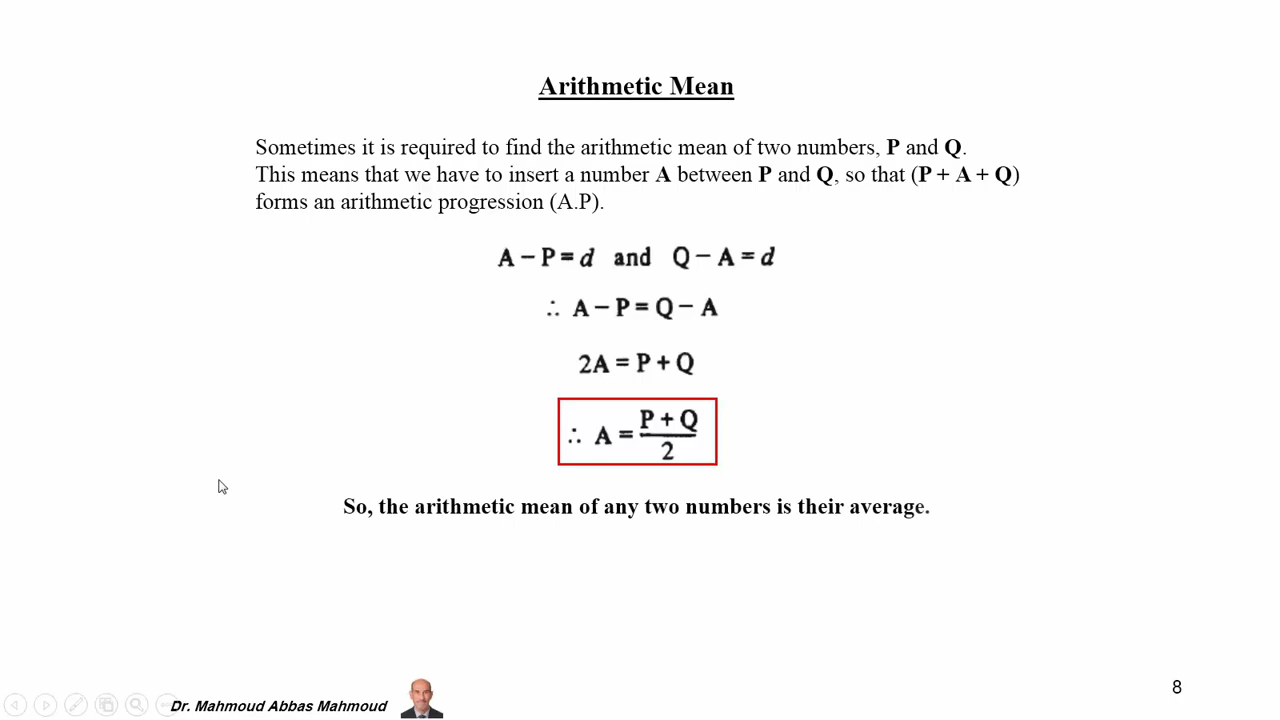 Arithmetic Mean
Sometimes it is required to find the arithmetic mean of two numbers, P and Q.
This means that we have to insert a number A between P and Q, so that (P + A + Q)
forms an arithmetic progression (A.P).
A − P = d and Q − A = d
∴ A − P = Q − A
2A = P + Q
∴ A = (P + Q)/2
So, the arithmetic mean of any two numbers is their average.
8
Dr. Mahmoud Abbas Mahmoud